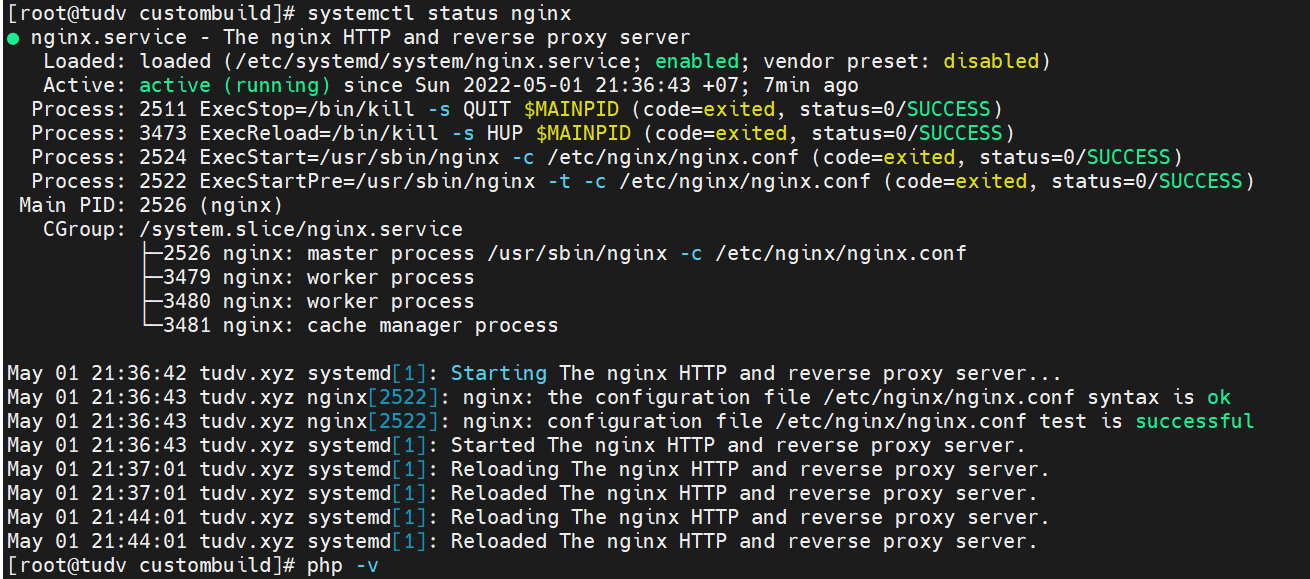 [root@tudv custombuild]# systemctl status nginx
● nginx.service - The nginx HTTP and reverse proxy server
   Loaded: loaded (/etc/systemd/system/nginx.service; enabled; vendor preset: disabled)
   Active: active (running) since Sun 2022-05-01 21:36:43 +07; 7min ago
  Process: 2511 ExecStop=/bin/kill -s QUIT $MAINPID (code=exited, status=0/SUCCESS)
  Process: 3473 ExecReload=/bin/kill -s HUP $MAINPID (code=exited, status=0/SUCCESS)
  Process: 2524 ExecStart=/usr/sbin/nginx -c /etc/nginx/nginx.conf (code=exited, status=0/SUCCESS)
  Process: 2522 ExecStartPre=/usr/sbin/nginx -t -c /etc/nginx/nginx.conf (code=exited, status=0/SUCCESS)
 Main PID: 2526 (nginx)
   CGroup: /system.slice/nginx.service
           ├─2526 nginx: master process /usr/sbin/nginx -c /etc/nginx/nginx.conf
           ├─3479 nginx: worker process
           ├─3480 nginx: worker process
           └─3481 nginx: cache manager process

May 01 21:36:42 tudv.xyz systemd[1]: Starting The nginx HTTP and reverse proxy server...
May 01 21:36:43 tudv.xyz nginx[2522]: nginx: the configuration file /etc/nginx/nginx.conf syntax is ok
May 01 21:36:43 tudv.xyz nginx[2522]: nginx: configuration file /etc/nginx/nginx.conf test is successful
May 01 21:36:43 tudv.xyz systemd[1]: Started The nginx HTTP and reverse proxy server.
May 01 21:37:01 tudv.xyz systemd[1]: Reloading The nginx HTTP and reverse proxy server.
May 01 21:37:01 tudv.xyz systemd[1]: Reloaded The nginx HTTP and reverse proxy server.
May 01 21:44:01 tudv.xyz systemd[1]: Reloading The nginx HTTP and reverse proxy server.
May 01 21:44:01 tudv.xyz systemd[1]: Reloaded The nginx HTTP and reverse proxy server.
[root@tudv custombuild]# php -v